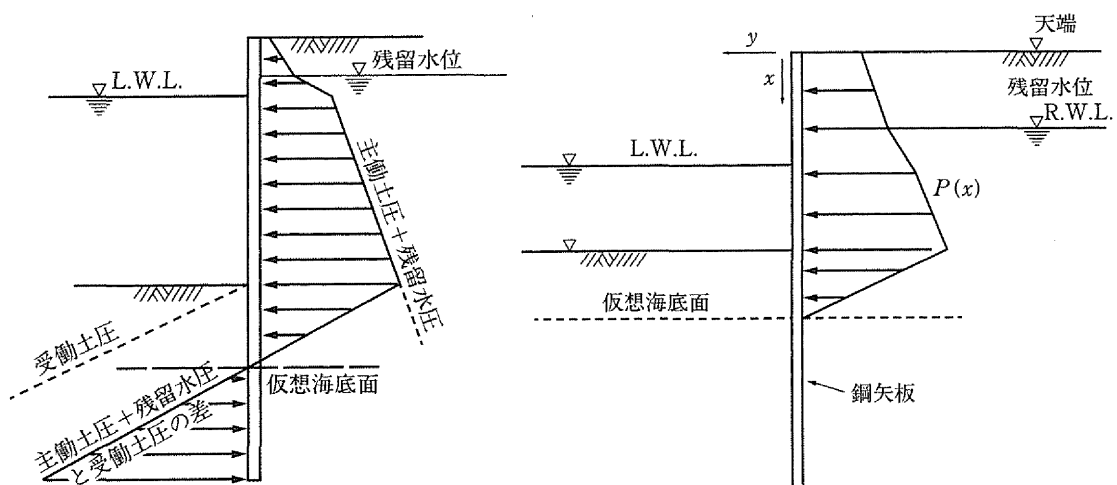 残留水位
L.W.L.
主働土圧＋残留水圧
受働土圧
仮想海底面
主働土圧＋残留水圧
と受働土圧の差
天端
y
x
残留水位
R.W.L.
L.W.L.
P(x)
仮想海底面
鋼矢板